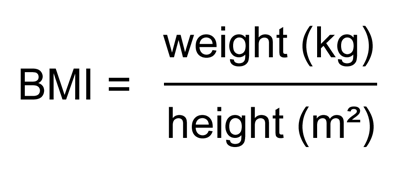 weight (kg)
BMI =
height (m²)